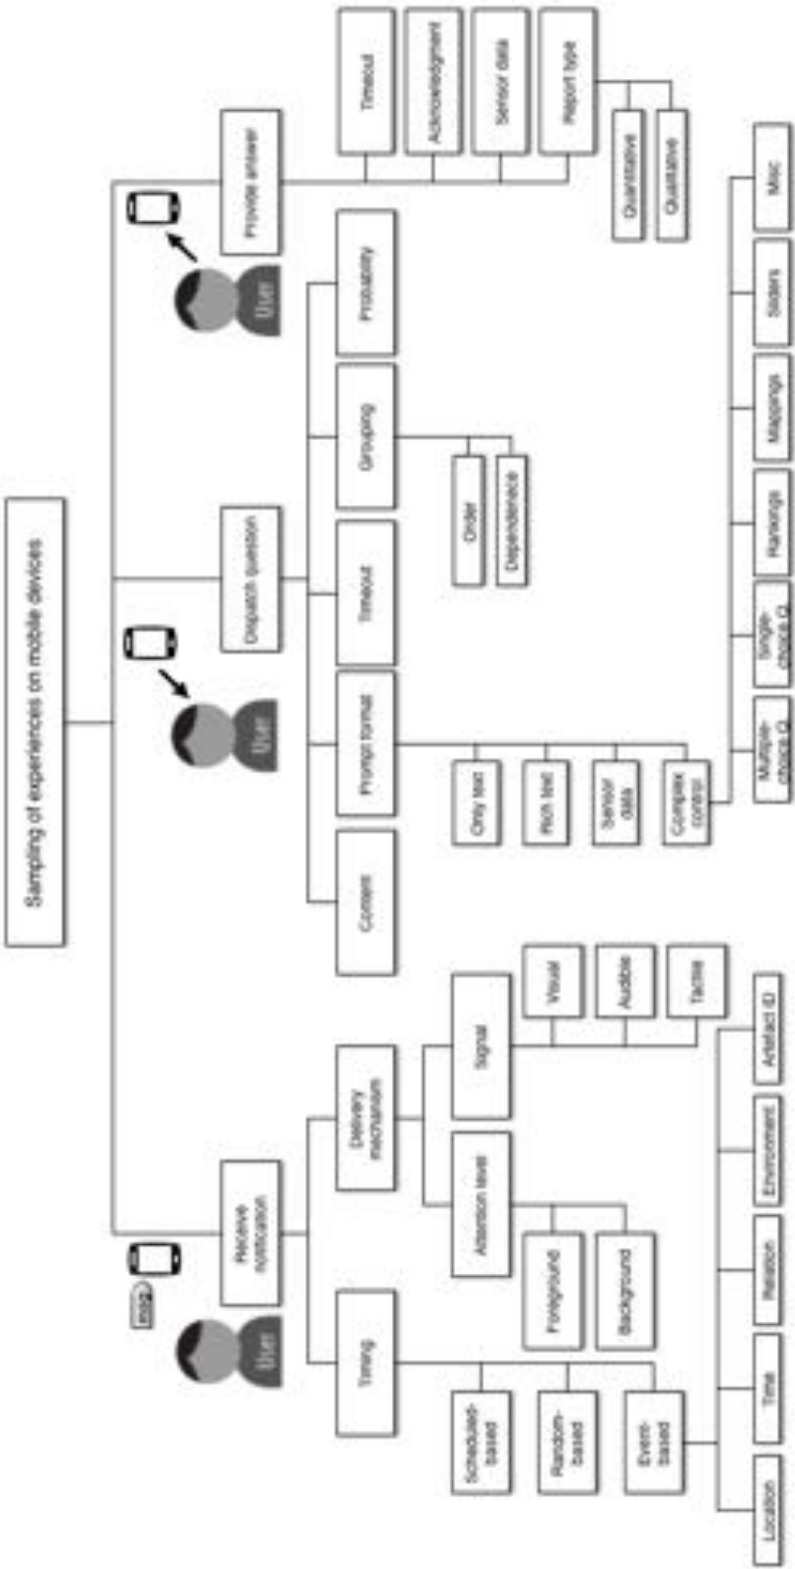 Sampling of experiences on mobile devices
msg
User
Receive
notification
Timing
Scheduled-
based
Random-
based
Event-
based
Location
Time
Relation
Environment
Artefact ID
Delivery
mechanism
Attention level
Foreground
Background
Signal
Visual
Audible
Tactile
User
Dispatch question
Content
Prompt format
Only text
Rich text
Sensor
data
Complex
control
Multiple-
choice Q.
Single-
choice Q.
Rankings
Mappings
Sliders
Misc
Timeout
Grouping
Order
Dependenace
Probability
User
Provide answer
Timeout
Acknowledgment
Sensor data
Report type
Quantitative
Qualitative